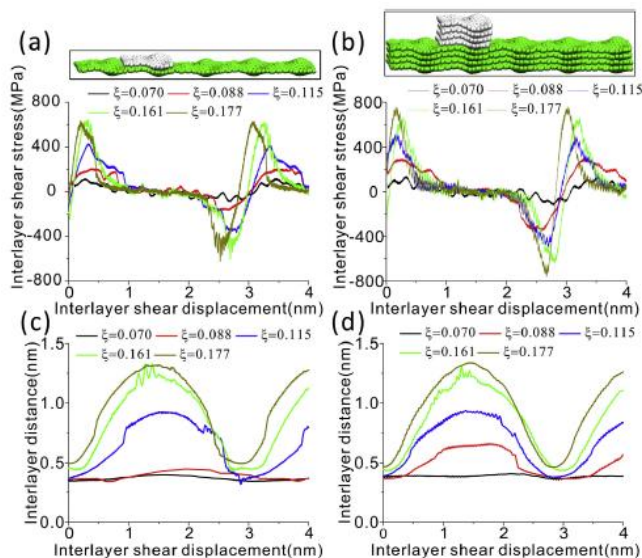 (a)
ξ=0.070 ξ=0.088 ξ=0.115
ξ=0.161 ξ=0.177
Interlayer shear stress(MPa)
800
400
0
-400
-800
0 1 2 3 4
Interlayer shear displacement(nm)
(b)
ξ=0.070 ξ=0.088 ξ=0.115
ξ=0.161 ξ=0.177
Interlayer shear stress(MPa)
800
400
0
-400
-800
0 1 2 3 4
Interlayer shear displacement(nm)
(c)
ξ=0.070 ξ=0.088 ξ=0.115
ξ=0.161 ξ=0.177
Interlayer distance(nm)
1.5
1.0
0.5
0.0
0 1 2 3 4
Interlayer shear displacement(nm)
(d)
ξ=0.070 ξ=0.088 ξ=0.115
ξ=0.161 ξ=0.177
Interlayer distance(nm)
1.5
1.0
0.5
0.0
0 1 2 3 4
Interlayer shear displacement(nm)